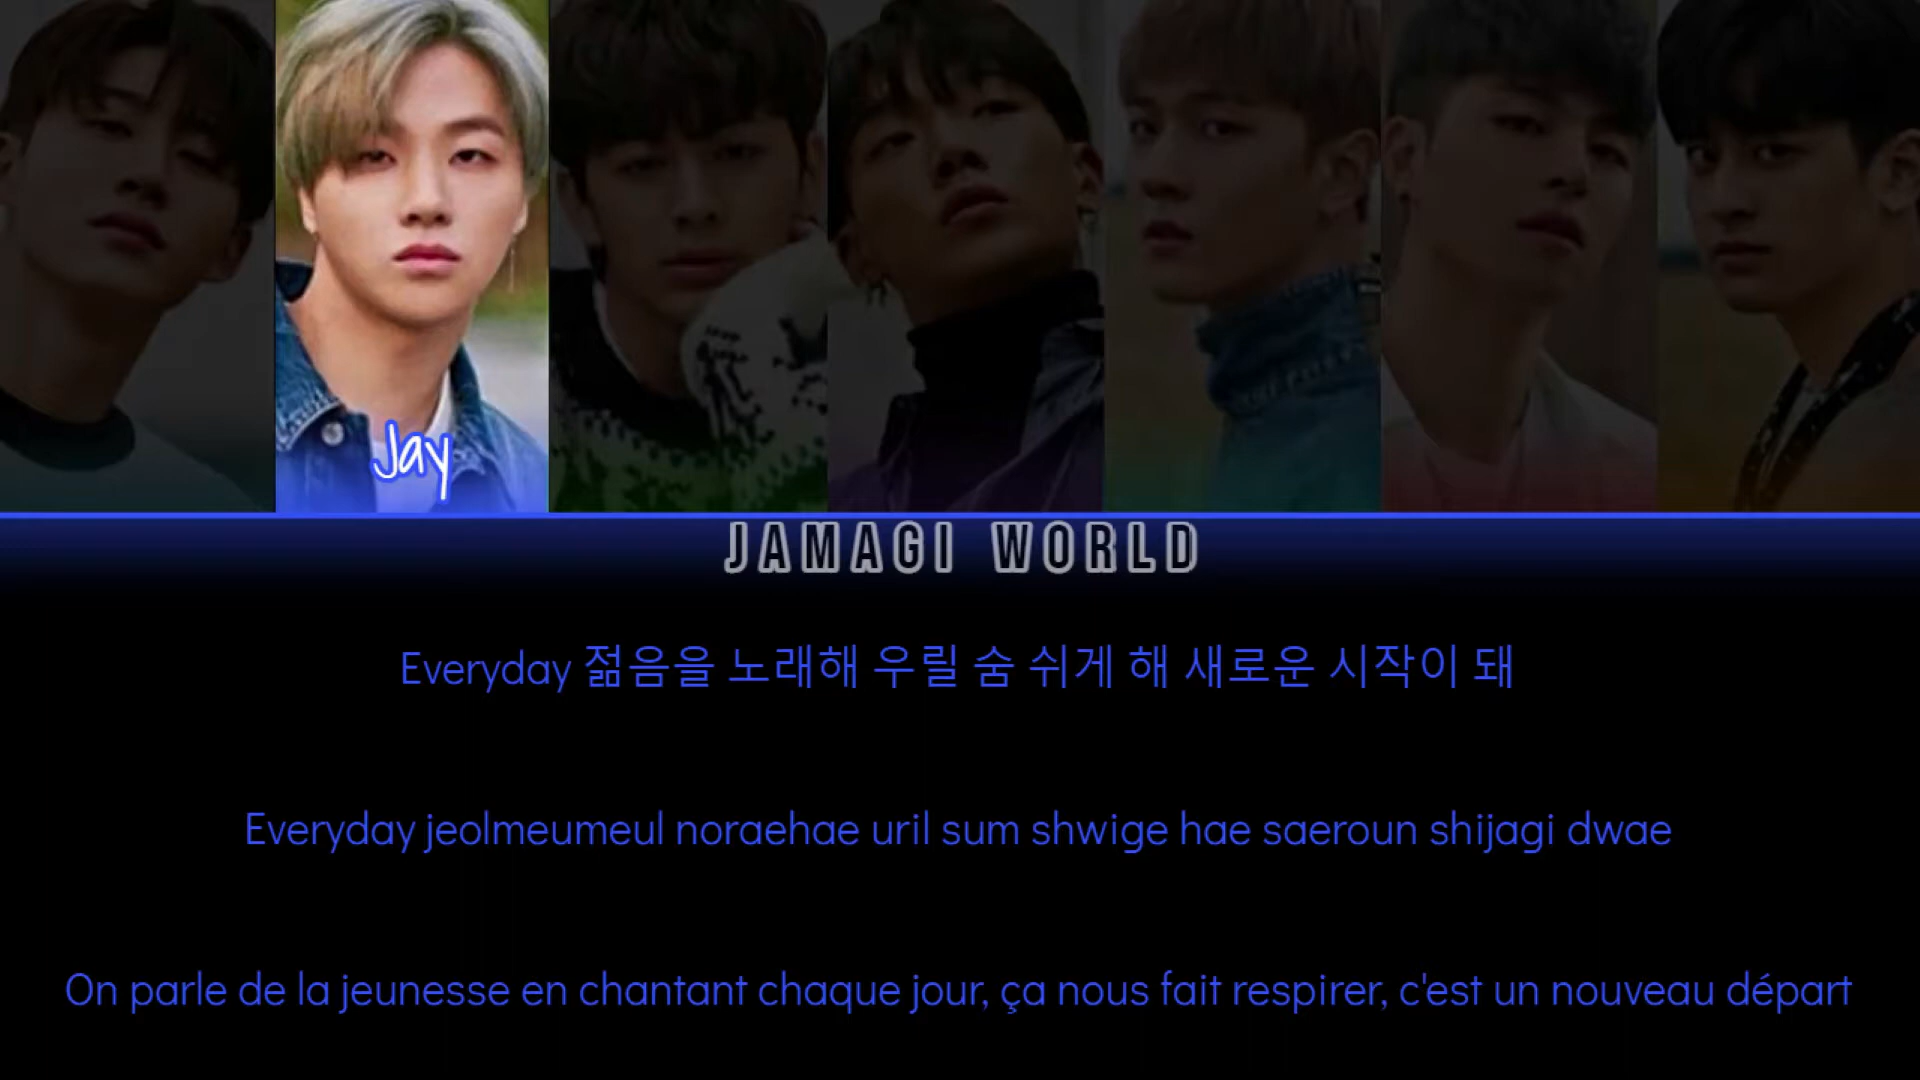 Jay
JAMAGI WORLD
Everyday 젊음을 노래해 우릴 숨 쉬게 해 새로운 시작이 돼
Everyday jeolmeumeul noraehae uril sum shwige hae saeroun shijagi dwae
On parle de la jeunesse en chantant chaque jour, ça nous fait respirer, c'est un nouveau départ